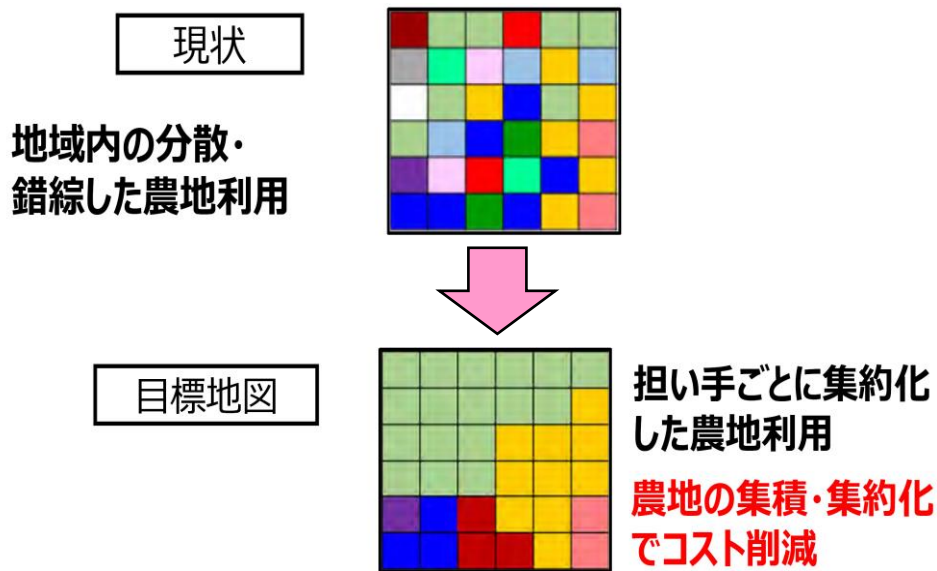 現状
地域内の分散・
錯綜した農地利用
目標地図
担い手ごとに集約化
した農地利用
農地の集積・集約化
でコスト削減